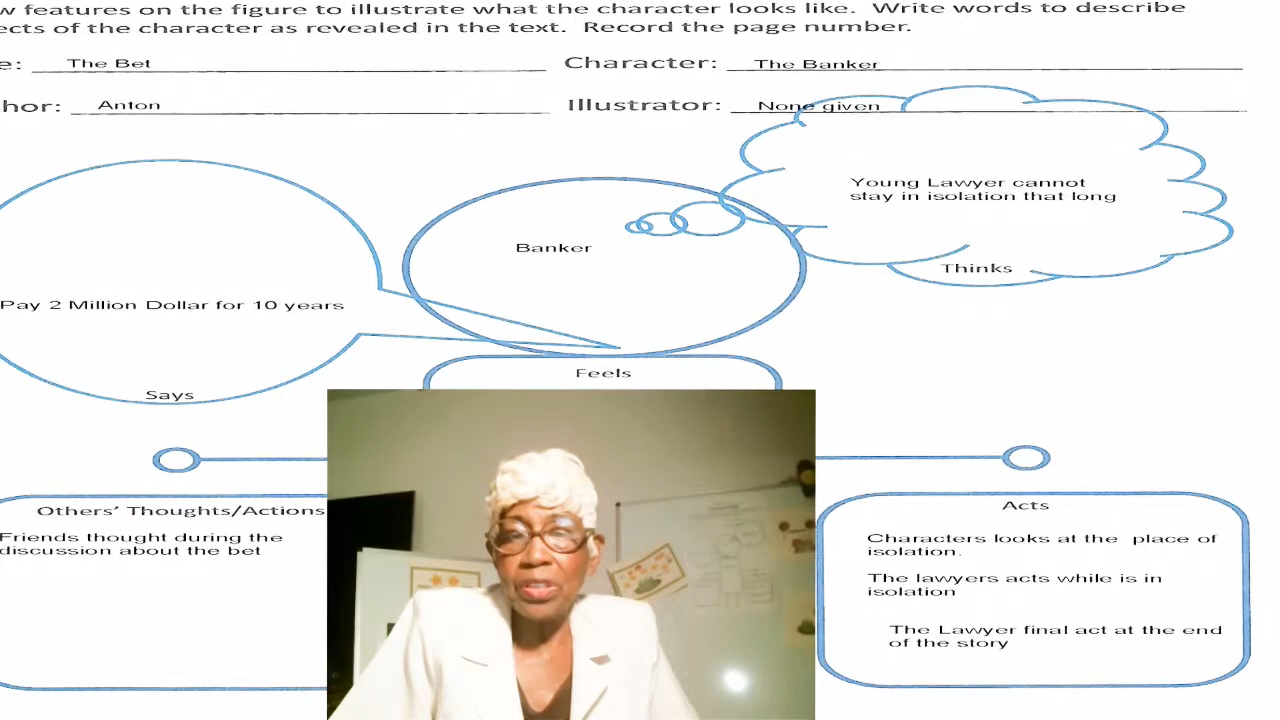 features on the figure to illustrate what the character looks like. Write words to describe
of the character as revealed in the text. Record the page number.
The Bet
Character: The Banker
Anton
Illustrator: None given
Young Lawyer cannot
stay in isolation that long
Thinks
Banker
Pay 2 Million Dollar for 10 years
Says
Feels
Others' Thoughts/Actions
Friends thought during the
discussion about the bet
Acts
Characters looks at the place of
isolation.
The lawyers acts while is in
isolation
The Lawyer final act at the end
of the story